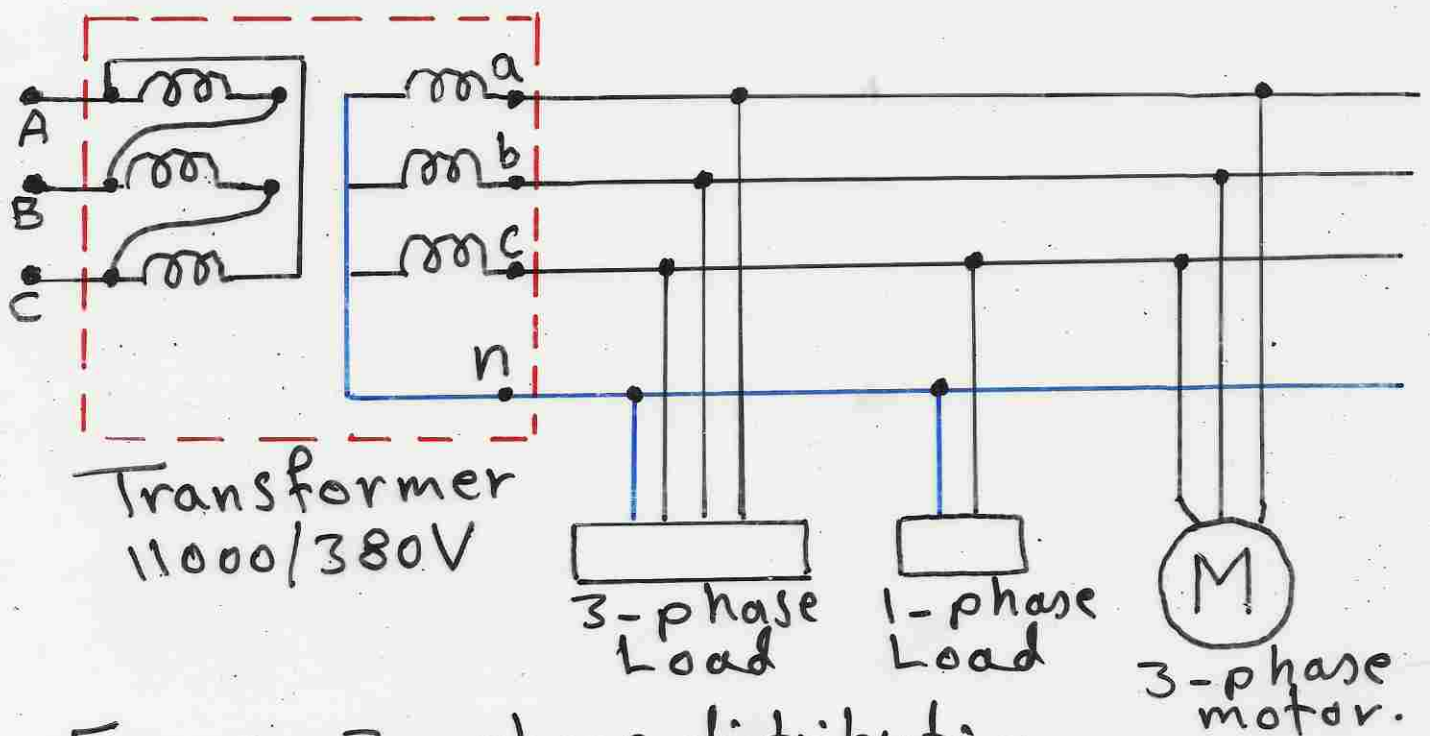 A
B
C
a
b
c
n
Transformer
11000/380V
3-phase
Load
1-phase
Load
M
3-phase
motor.